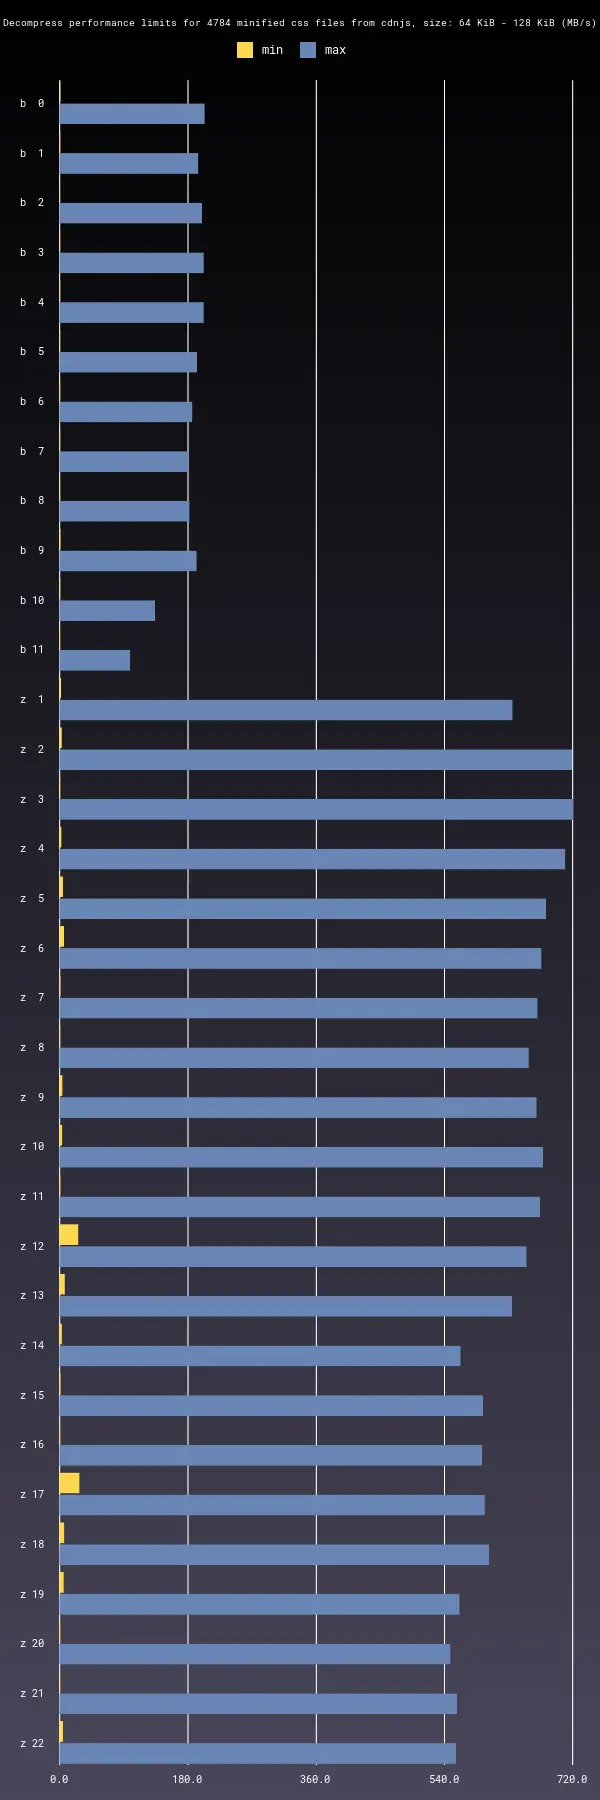 Decompress performance limits for 4784 minified css files from cdnjs, size: 64 KiB - 128 KiB (MB/s)
min max
b 0
b 1
b 2
b 3
b 4
b 5
b 6
b 7
b 8
b 9
b 10
b 11
z 1
z 2
z 3
z 4
z 5
z 6
z 7
z 8
z 9
z 10
z 11
z 12
z 13
z 14
z 15
z 16
z 17
z 18
z 19
z 20
z 21
z 22
0.0 180.0 360.0 540.0 720.0